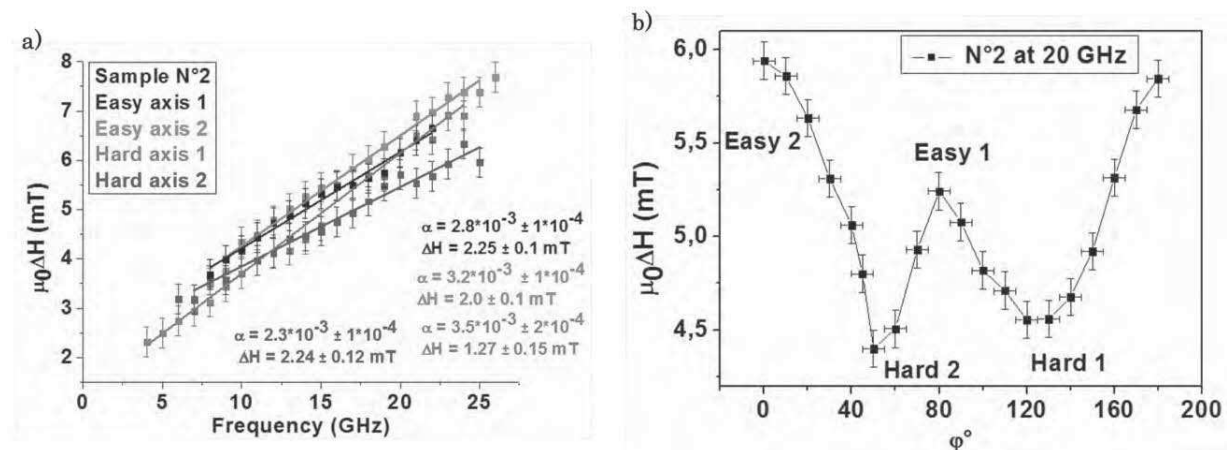 a)
8
7
6
5
4
3
2
μ₀ΔH (mT)
Sample N°2
Easy axis 1
Easy axis 2
Hard axis 1
Hard axis 2
α = 2.8*10⁻³ ± 1*10⁻⁴
ΔH = 2.25 ± 0.1 mT
α = 3.2*10⁻³ ± 1*10⁻⁴
ΔH = 2.0 ± 0.1 mT
α = 3.5*10⁻³ ± 2*10⁻⁴
ΔH = 1.27 ± 0.15 mT
α = 2.3*10⁻³ ± 1*10⁻⁴
ΔH = 2.24 ± 0.12 mT
0 5 10 15 20 25
Frequency (GHz)
b)
6,0
5,5
5,0
4,5
μ₀ΔH (mT)
N°2 at 20 GHz
Easy 2
Easy 1
Hard 2
Hard 1
0 40 80 120 160 200
φ°